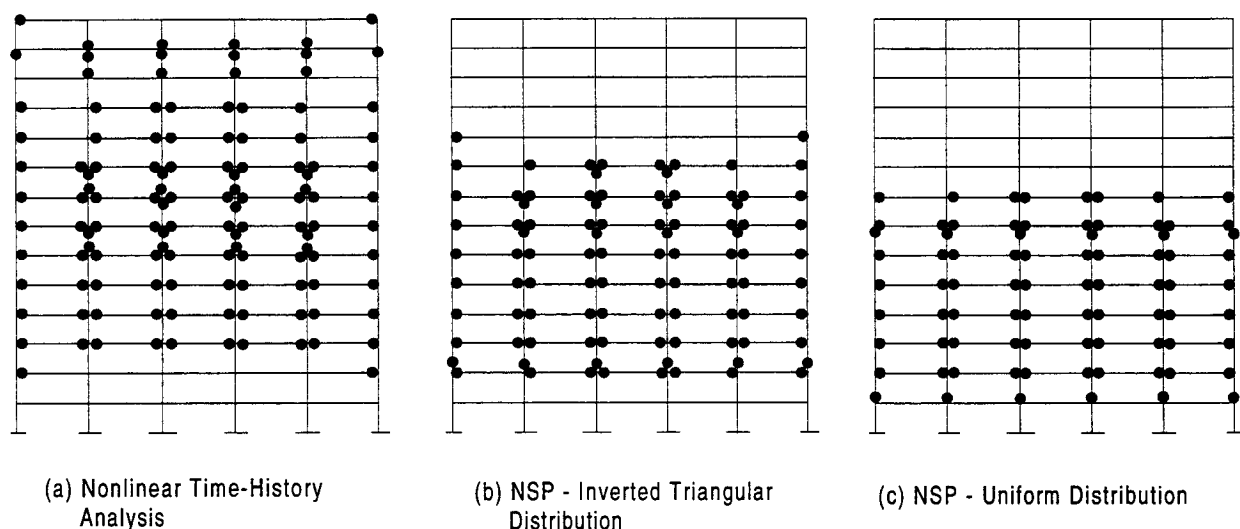 (a) Nonlinear Time-History
Analysis
(b) NSP - Inverted Triangular
Distribution
(c) NSP - Uniform Distribution